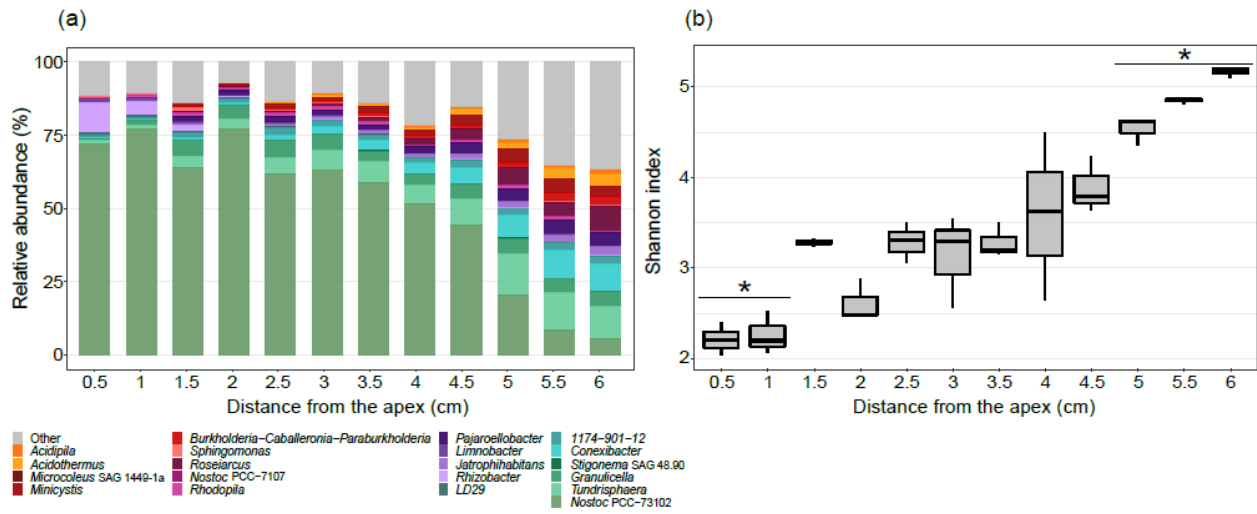 (a)
(b)
Relative abundance (%)
100
75
50
25
0
0.5 1 1.5 2 2.5 3 3.5 4 4.5 5 5.5 6
Distance from the apex (cm)
Shannon index
5
4
3
2
*
*
0.5 1 1.5 2 2.5 3 3.5 4 4.5 5 5.5 6
Distance from the apex (cm)
Other
Acidipila
Acidothermus
Microcoleus SAG 1449-1a
Minicystis
Burkholderia-Caballeronia-Paraburkholderia
Sphingomonas
Roseiarcus
Nostoc PCC-7107
Rhodopila
Pajaroellobacter
Limnobacter
Jatrophihabitans
Rhizobacter
LD29
1174-901-12
Conexibacter
Stigonema SAG 48.90
Granulicella
Tundrisphaera
Nostoc PCC-73102